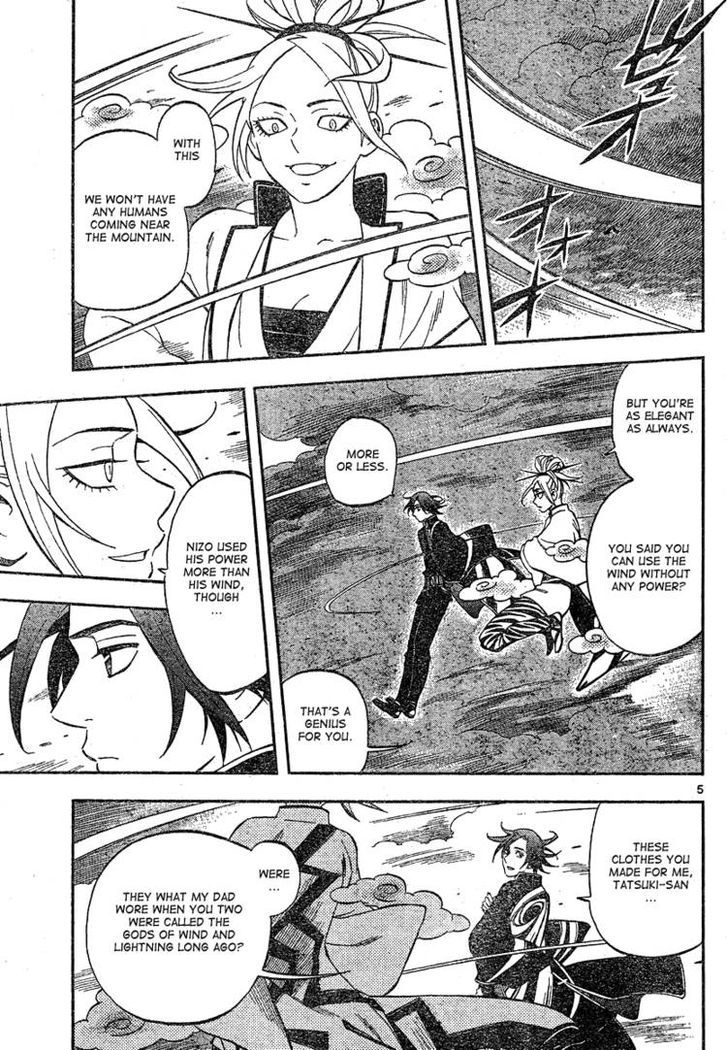 WITH
THIS
WE WON'T HAVE
ANY HUMANS
COMING NEAR
THE MOUNTAIN.
BUT YOU'RE
AS ELEGANT
AS ALWAYS.
YOU SAID YOU
CAN USE THE
WIND WITHOUT
ANY POWER?
MORE
OR LESS.
THAT'S A
GENIUS
FOR YOU.
NIZO USED
HIS POWER
MORE THAN
HIS WIND,
THOUGH
...
5
THESE
CLOTHES YOU
MADE FOR ME,
TATSUKI-SAN
...
WERE
...
THEY WHAT MY DAD
WORE WHEN YOU TWO
WERE CALLED THE
GODS OF WIND AND
LIGHTNING LONG AGO?